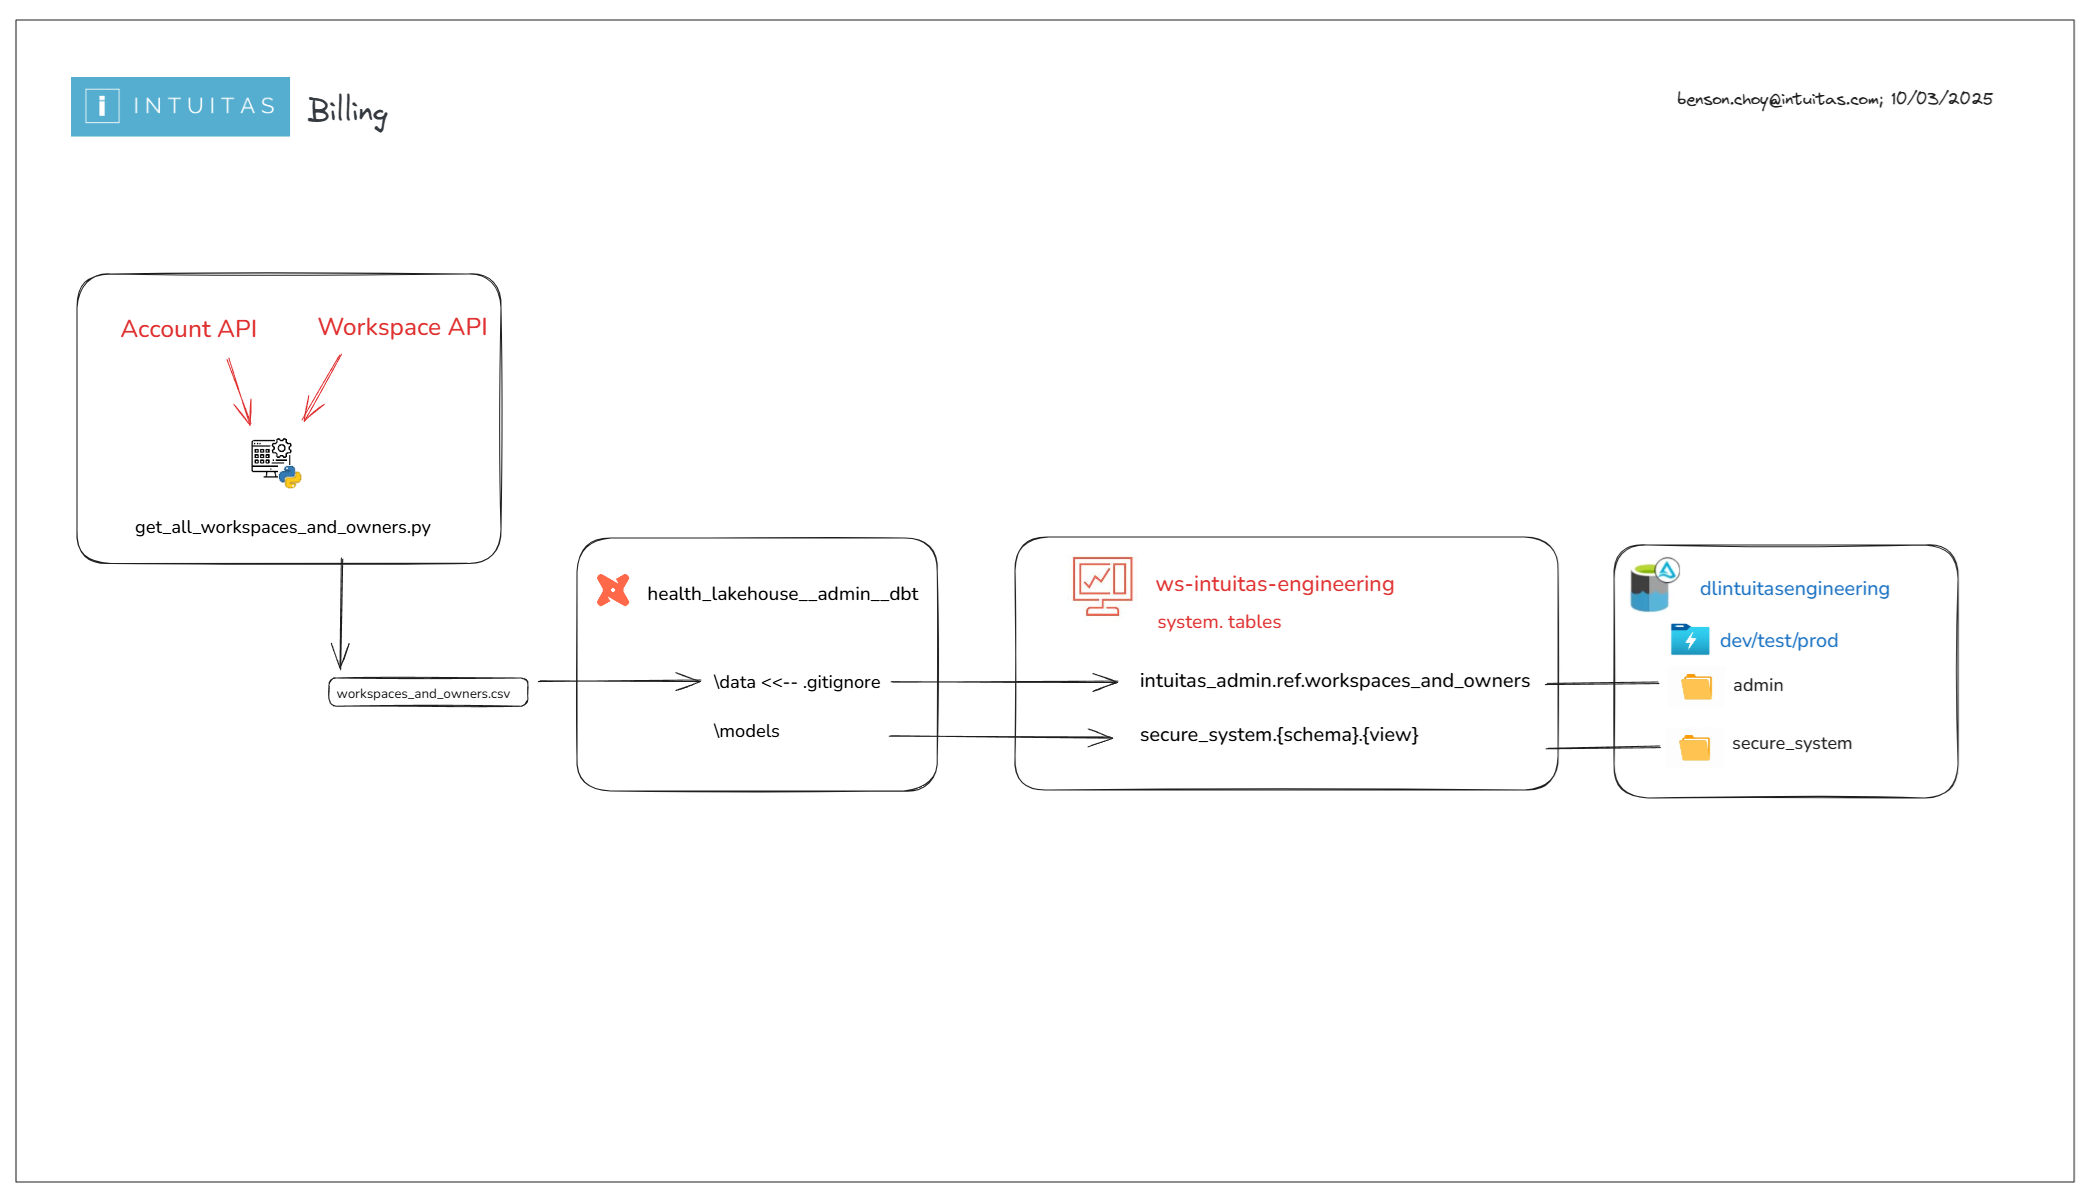 i INTUITAS
Billing
benson.choy@intuitas.com; 10/03/2025
Account API
Workspace API
get_all_workspaces_and_owners.py
workspaces_and_owners.csv
health_lakehouse__admin__dbt
\data <<-- .gitignore
\models
ws-intuitas-engineering
system. tables
intuitas_admin.ref.workspaces_and_owners
secure_system.{schema}.{view}
dlintuitasengineering
dev/test/prod
admin
secure_system